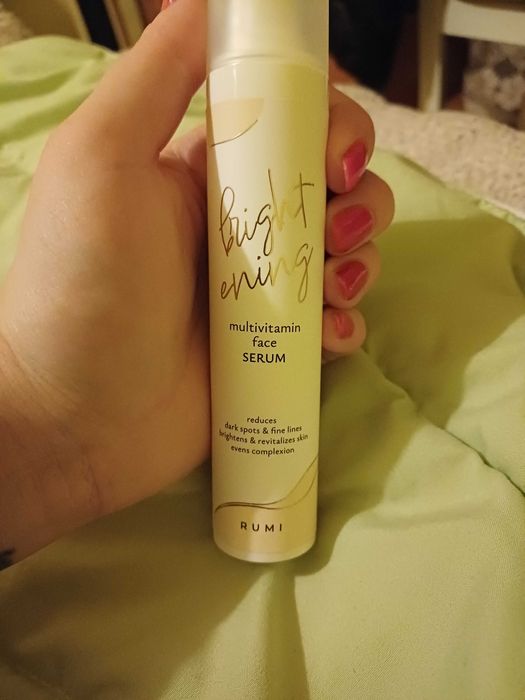 bright
ening
multivitamin
face
SERUM
reduces
dark spots & fine lines
brightens & revitalizes skin
evens complexion
RUMI